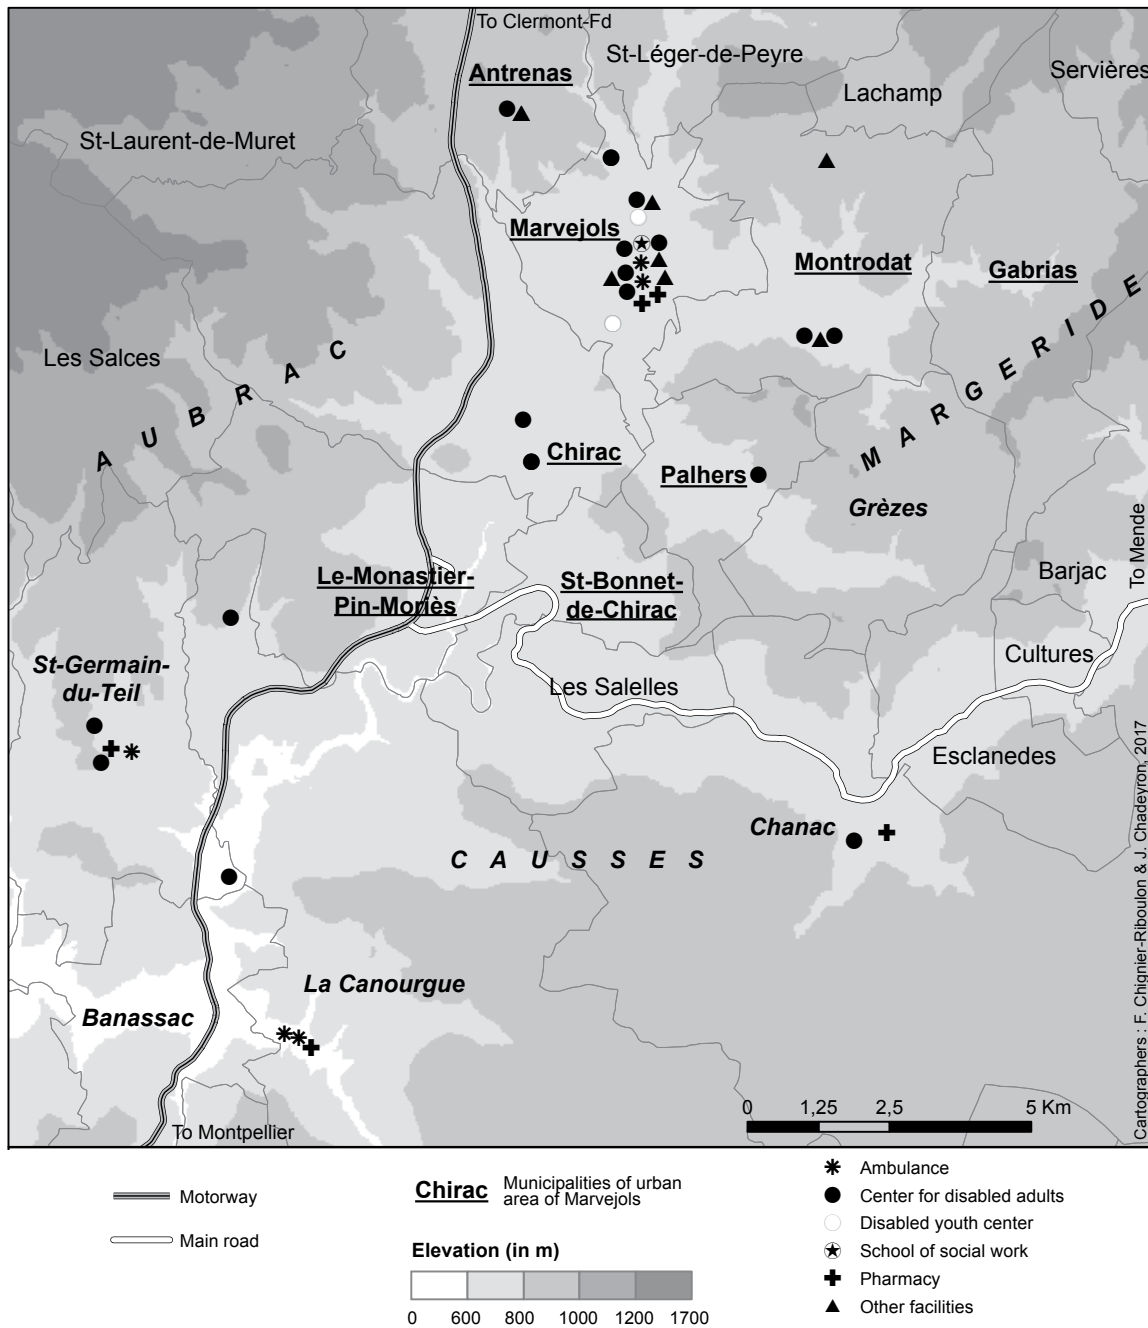 To Clermont-Fd
St-Léger-de-Peyre
Antrenas
Servières
Lachamp
St-Laurent-de-Muret
Marvejols
Montrodat
Gabrias
Les Salces
AUBRAC
MARGERIDE
Chirac
Palhers
Grèzes
To Mende
Le-Monastier-
Pin-Moriès
St-Bonnet-
de-Chirac
Barjac
Cultures
St-Germain-
du-Teil
Les Salelles
Esclanedes
Chanac
CAUSSES
La Canourgue
Banassac
To Montpellier
0 1,25 2,5 5 Km
Cartographers : F. Chignier-Riboulon & J. Chadeyron, 2017
Motorway
Main road
Chirac Municipalities of urban
area of Marvejols
Elevation (in m)
0 600 800 1000 1200 1700
Ambulance
Center for disabled adults
Disabled youth center
School of social work
Pharmacy
Other facilities